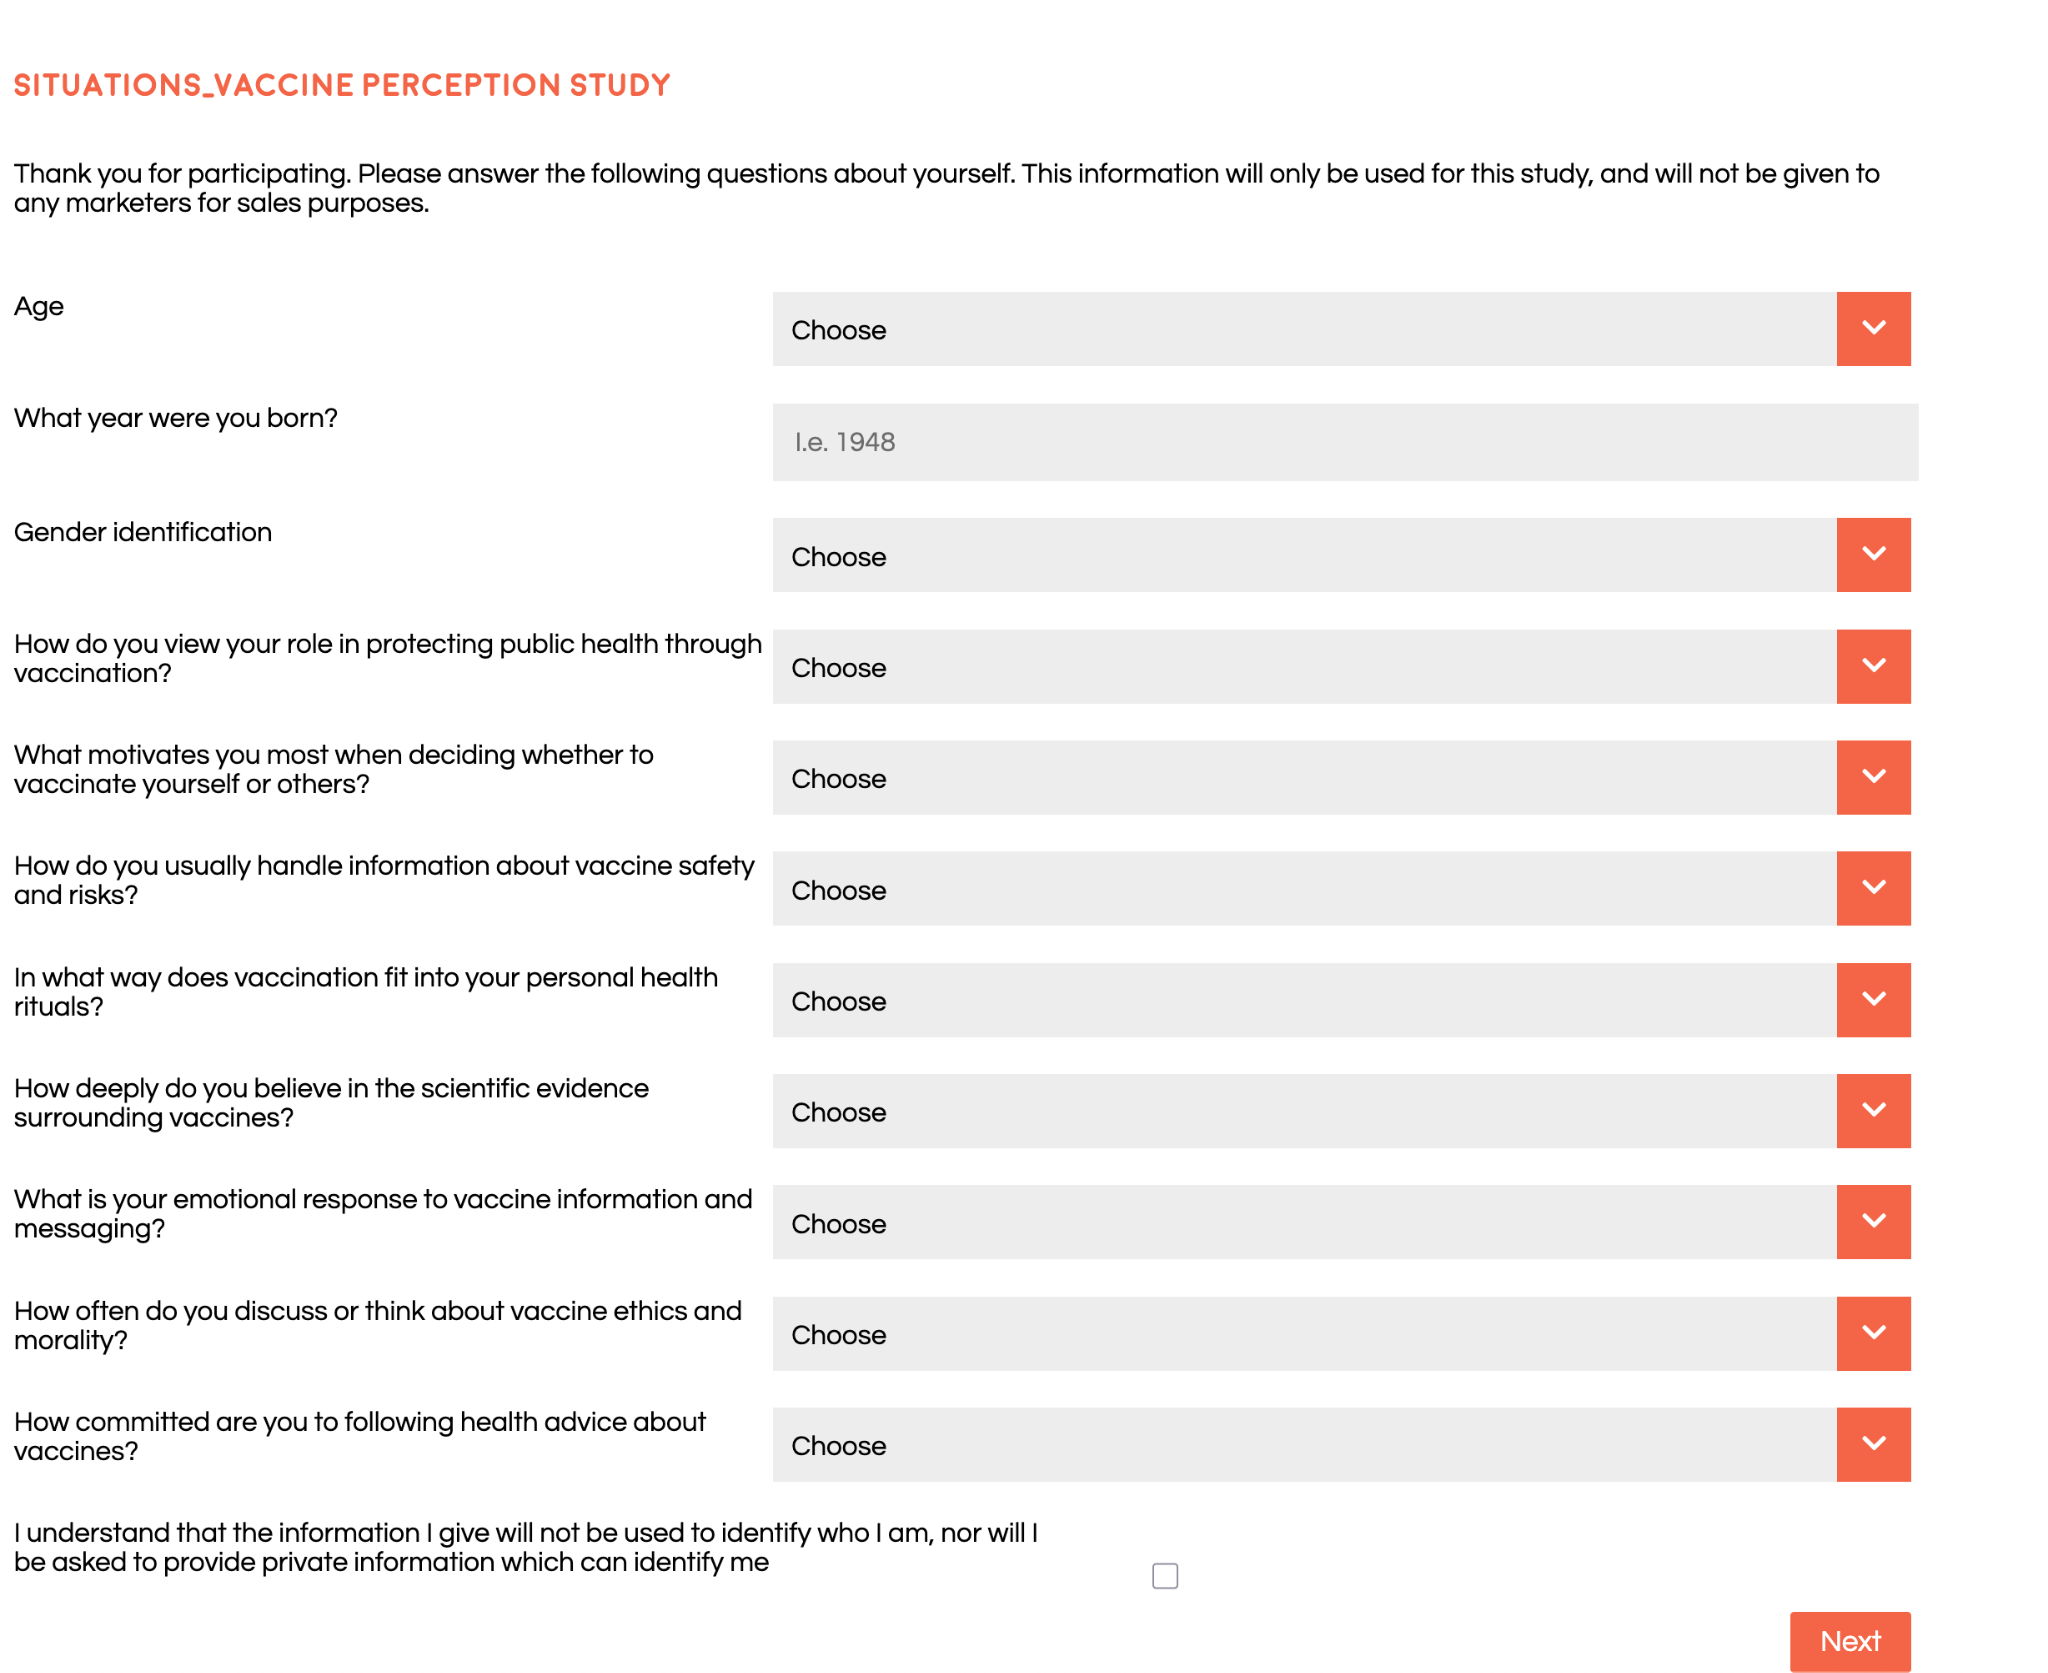 SITUATIONS_VACCINE PERCEPTION STUDY
Thank you for participating. Please answer the following questions about yourself. This information will only be used for this study, and will not be given to
any marketers for sales purposes.
Age
Choose
What year were you born?
I.e. 1948
Gender identification
Choose
How do you view your role in protecting public health through
vaccination?
Choose
What motivates you most when deciding whether to
vaccinate yourself or others?
Choose
How do you usually handle information about vaccine safety
and risks?
Choose
In what way does vaccination fit into your personal health
rituals?
Choose
How deeply do you believe in the scientific evidence
surrounding vaccines?
Choose
What is your emotional response to vaccine information and
messaging?
Choose
How often do you discuss or think about vaccine ethics and
morality?
Choose
How committed are you to following health advice about
vaccines?
Choose
I understand that the information I give will not be used to identify who I am, nor will I
be asked to provide private information which can identify me
Next